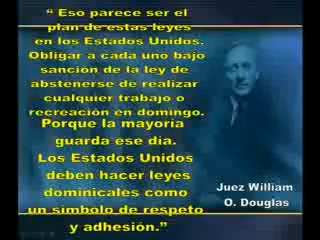 “ Eso parece ser el
plan de estas leyes
en los Estados Unidos.
Obligar a cada uno bajo
sanción de la ley de
abstenerse de realizar
cualquier trabajo o
recreación en domingo.
Porque la mayoría
guarda ese día.
Los Estados Unidos
deben hacer leyes
dominicales como
un símbolo de respeto
y adhesión.”
Juez William
O. Douglas